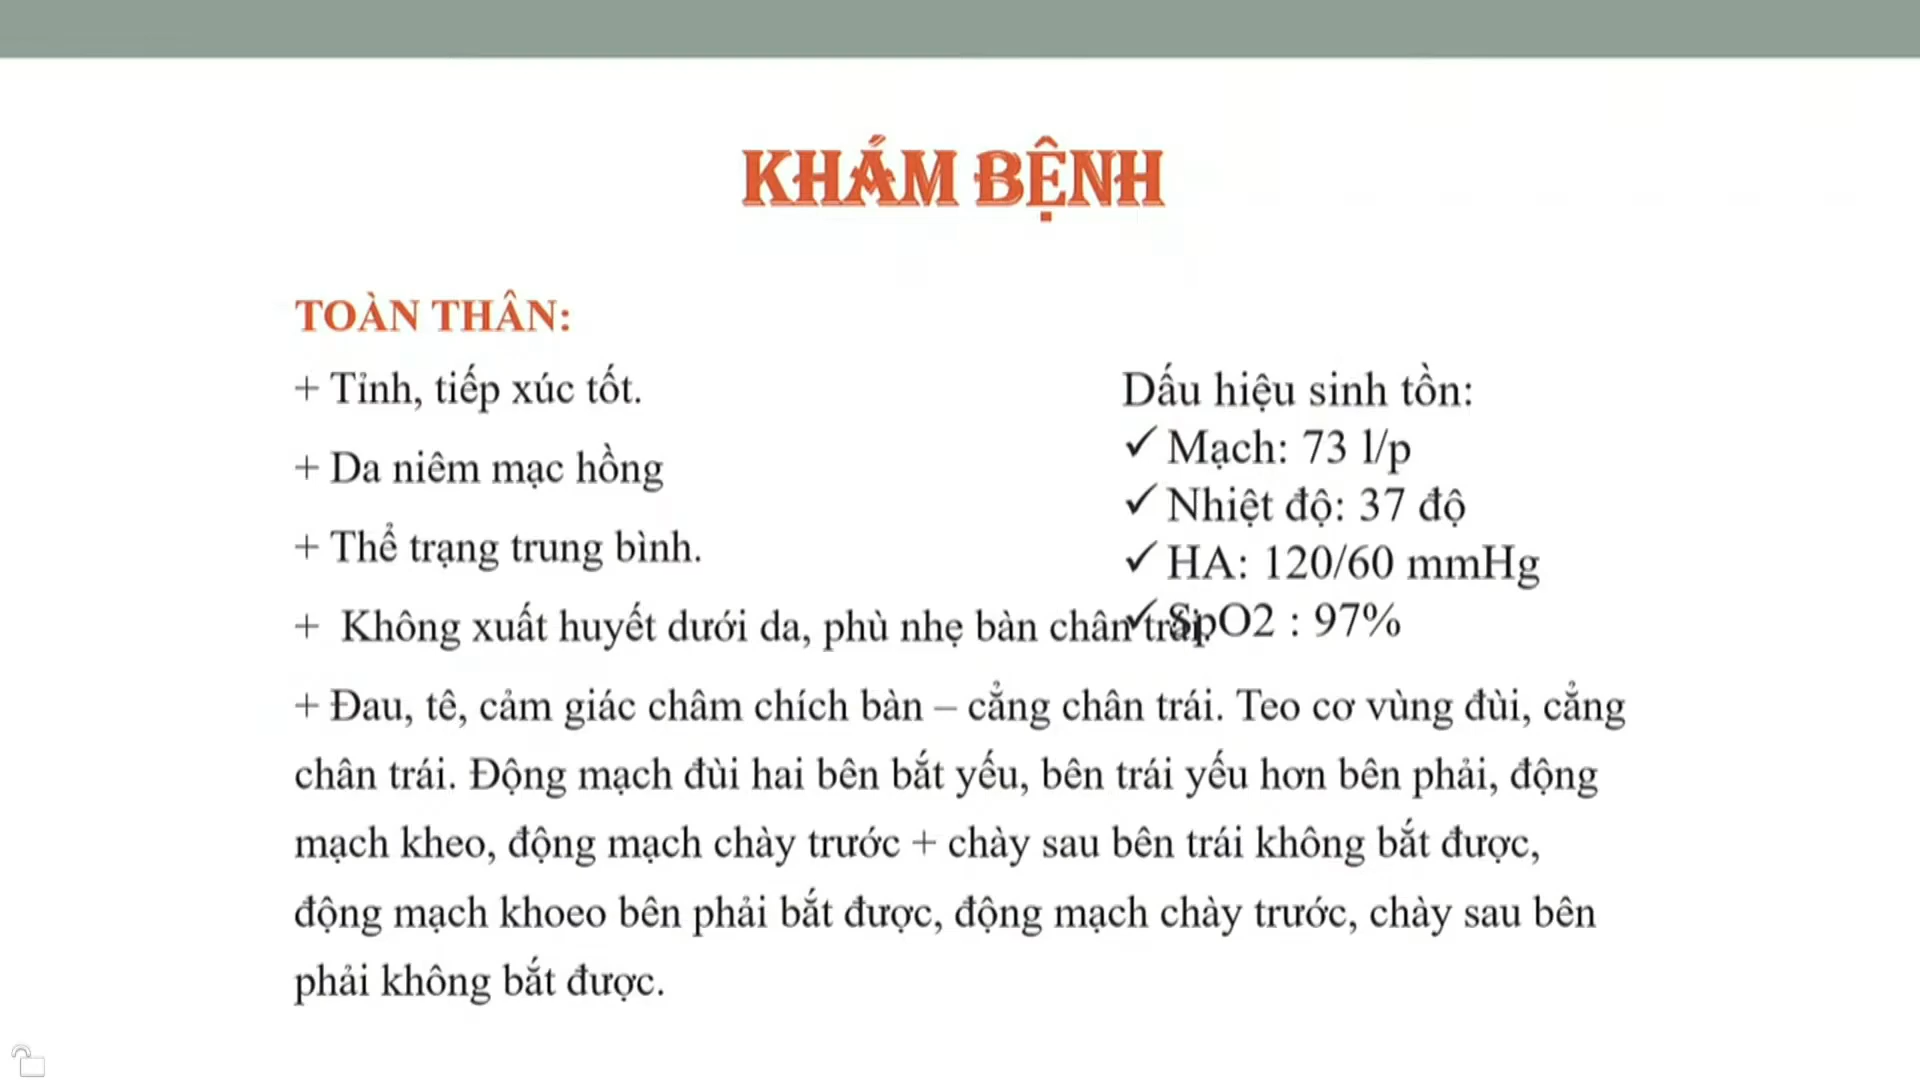 KHÁM BỆNH
TOÀN THÂN:
+ Tỉnh, tiếp xúc tốt.
+ Da niêm mạc hồng
+ Thể trạng trung bình.
+ Không xuất huyết dưới da, phù nhẹ bàn chân trái.
+ Đau, tê, cảm giác châm chích bàn – cẳng chân trái. Teo cơ vùng đùi, cẳng
chân trái. Động mạch đùi hai bên bắt yếu, bên trái yếu hơn bên phải, động
mạch kheo, động mạch chày trước + chày sau bên trái không bắt được,
động mạch khoeo bên phải bắt được, động mạch chày trước, chày sau bên
phải không bắt được.
Dấu hiệu sinh tồn:
✓ Mạch: 73 l/p
✓ Nhiệt độ: 37 độ
✓ HA: 120/60 mmHg
✓ SpO2 : 97%